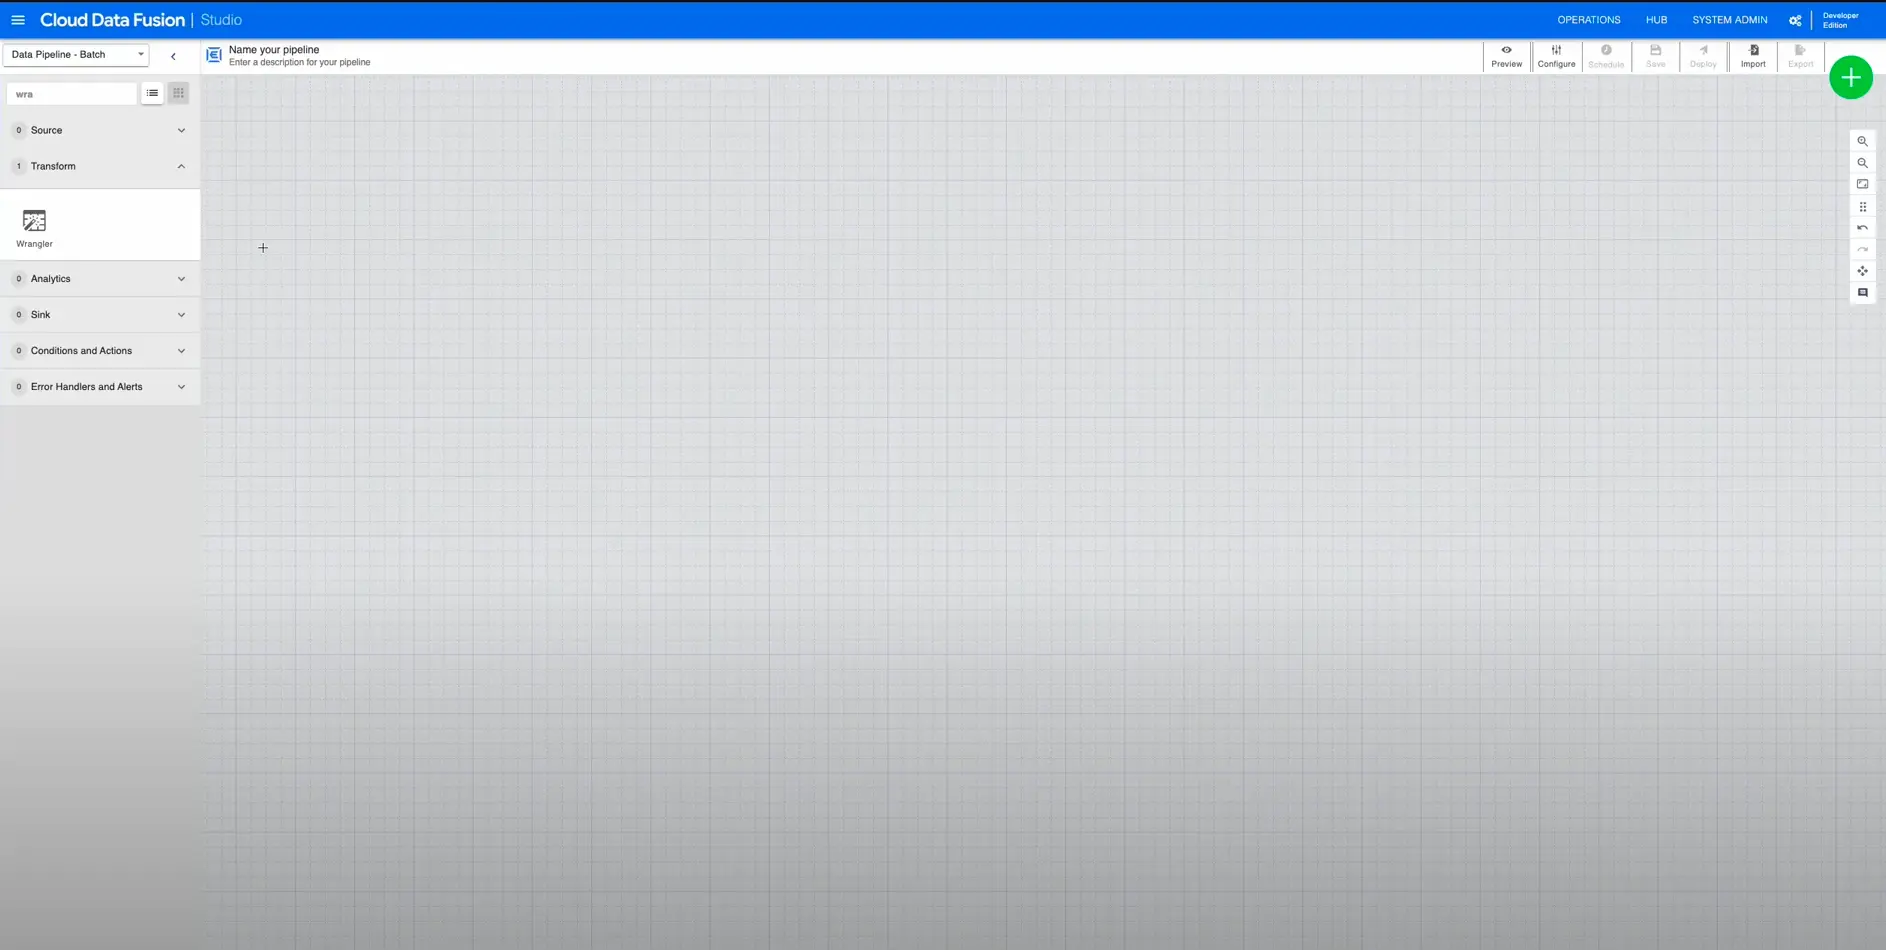 Cloud Data Fusion | Studio
OPERATIONS
HUB
SYSTEM ADMIN
Developer
Edition
Data Pipeline - Batch
Name your pipeline
Enter a description for your pipeline
Preview
Configure
Schedule
Save
Deploy
Import
Export
wra
0 Source
1 Transform
Wrangler
0 Analytics
0 Sink
0 Conditions and Actions
0 Error Handlers and Alerts